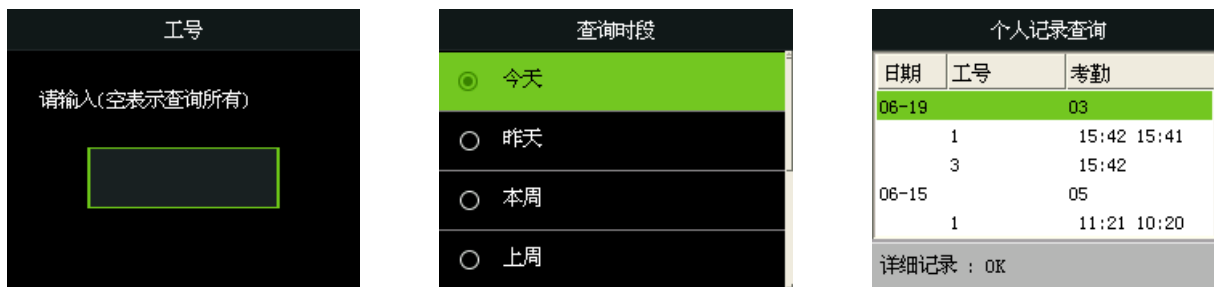 工号
请输入(空表示查询所有)
查询时段
今天
昨天
本周
上周
个人记录查询
日期 工号 考勤
06-19 03
1 15:42 15:41
3 15:42
06-15 05
1 11:21 10:20
详细记录 : OK